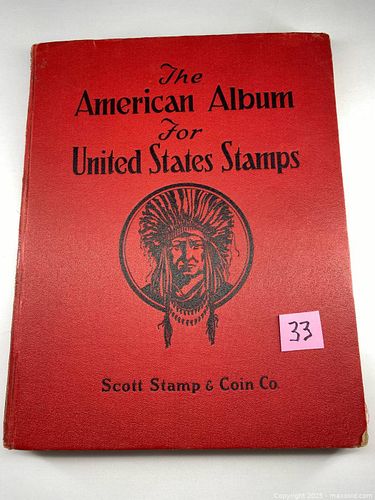 The
American Album
For
United States Stamps
33
Scott Stamp & Coin Co.
Copyright 2025 - maxsold.com